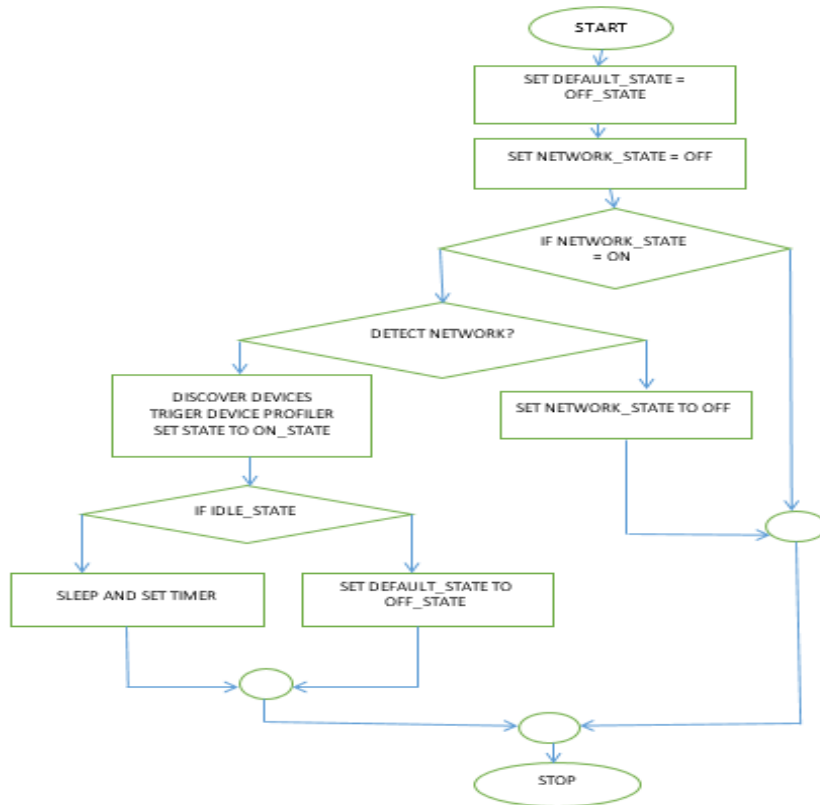 START
SET DEFAULT_STATE =
OFF_STATE
SET NETWORK_STATE = OFF
IF NETWORK_STATE
= ON
DETECT NETWORK?
DISCOVER DEVICES
TRIGER DEVICE PROFILER
SET STATE TO ON_STATE
SET NETWORK_STATE TO OFF
IF IDLE_STATE
SLEEP AND SET TIMER
SET DEFAULT_STATE TO
OFF_STATE
STOP